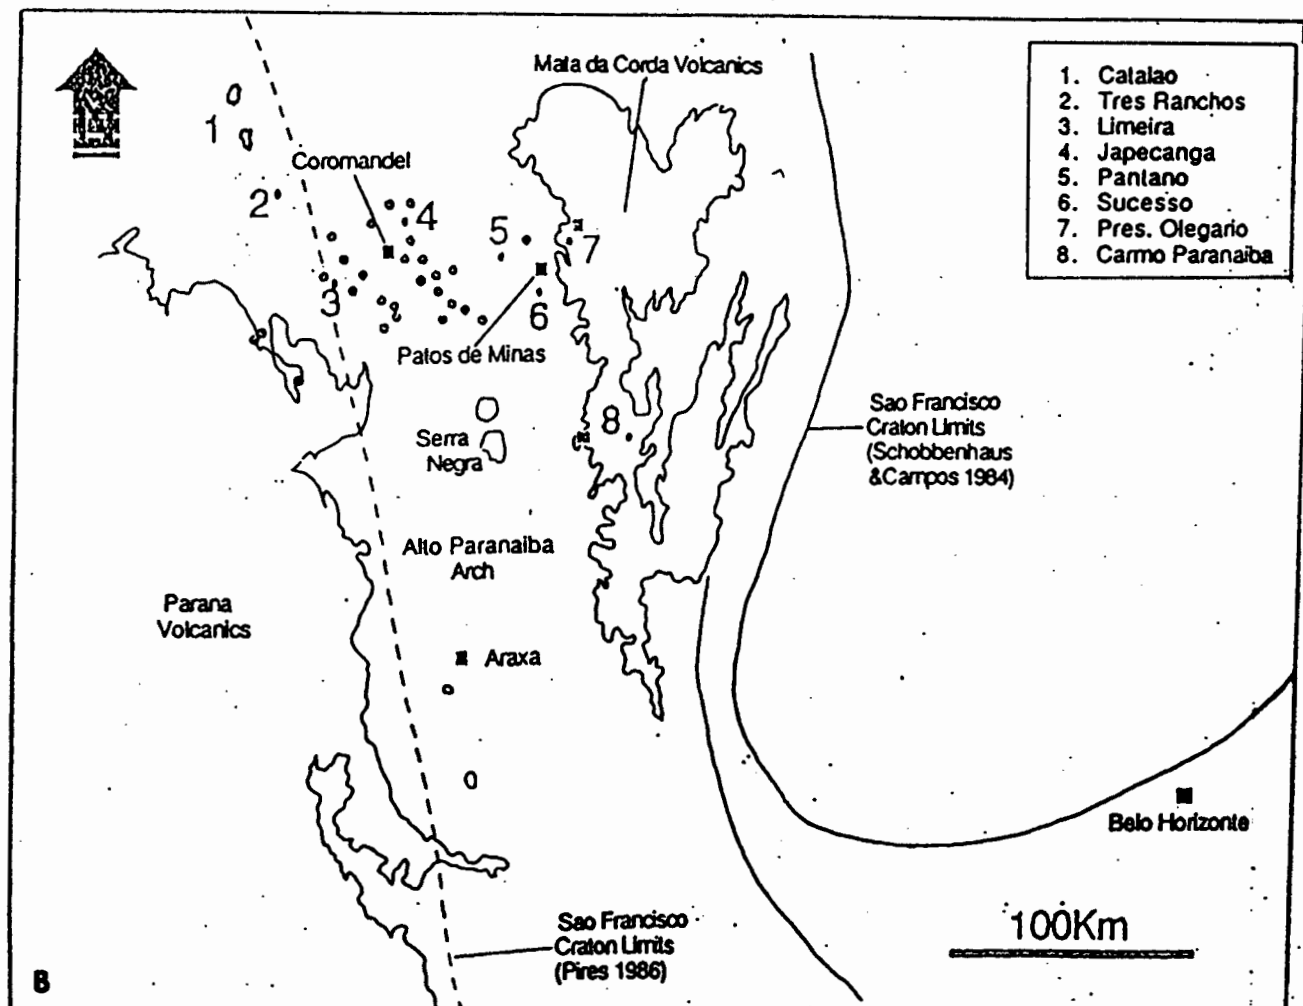 Mata da Corda Volcanics
1. Catalao
2. Tres Ranchos
3. Limeira
4. Japecanga
5. Pantano
6. Sucesso
7. Pres. Olegario
8. Carmo Paranaiba
1
Coromandel
2
4
5
7
3
6
Patos de Minas
Sao Francisco
Craton Limits
(Schobbenhaus
&Campos 1984)
8
Serra
Negra
Alto Paranaiba
Arch
Parana
Volcanics
Araxa
Belo Horizonte
Sao Francisco
Craton Limits
(Pires 1986)
100Km
B